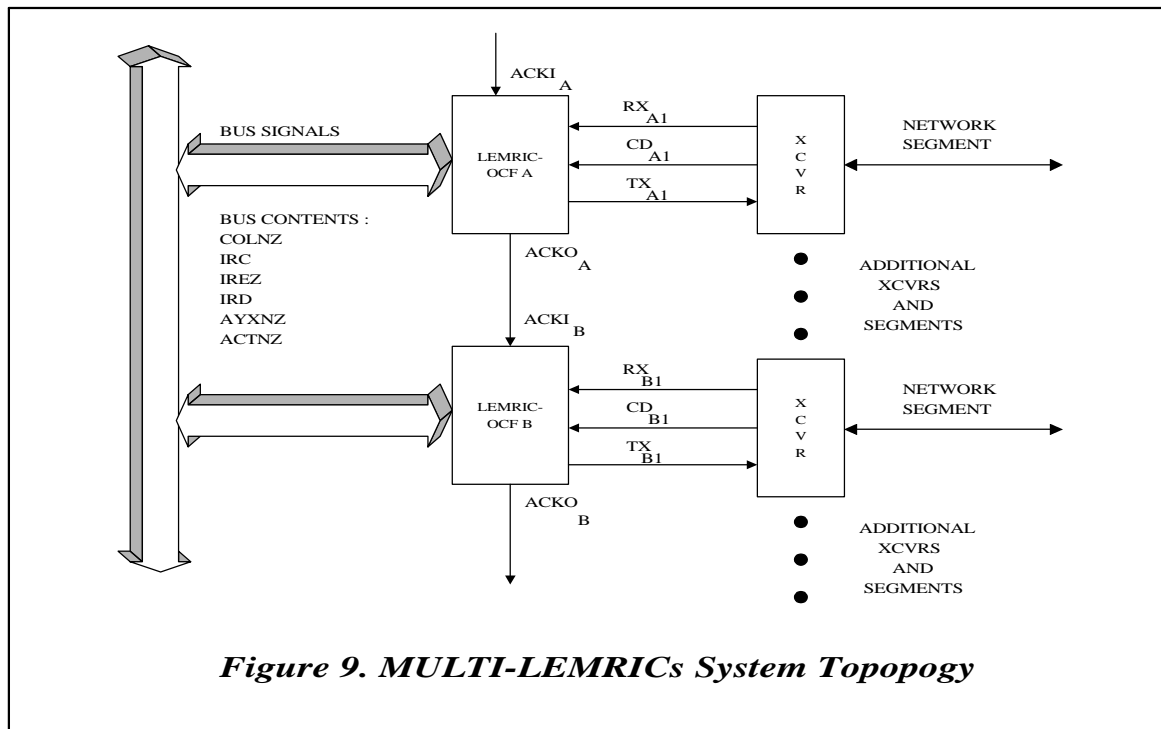 ACKI
A
BUS SIGNALS
LEMRIC-
OCF A
RX
A1
CD
A1
TX
A1
X
C
V
R
NETWORK
SEGMENT
BUS CONTENTS :
COLNZ
IRC
IREZ
IRD
AYXNZ
ACTNZ
ACKO
A
ACKI
B
ADDITIONAL
XCVRS
AND
SEGMENTS
LEMRIC-
OCF B
RX
B1
CD
B1
TX
B1
X
C
V
R
NETWORK
SEGMENT
ACKO
B
ADDITIONAL
XCVRS
AND
SEGMENTS
Figure 9. MULTI-LEMRICs System Topopogy